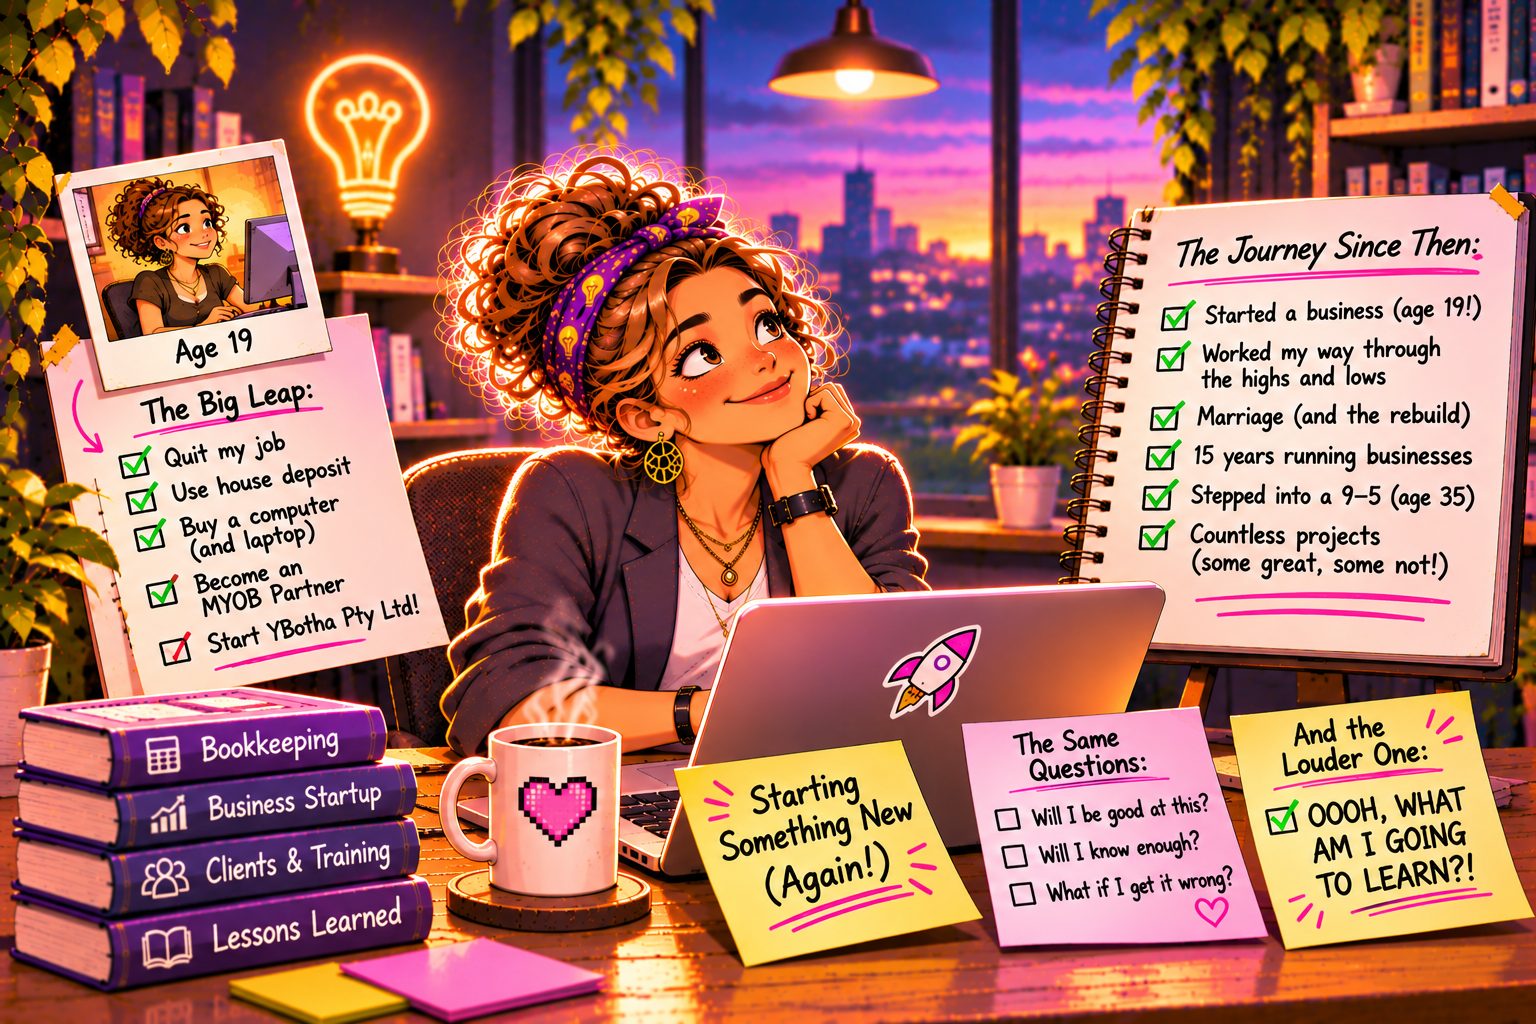 Age 19
The Big Leap:
Quit my job
Use house deposit
Buy a computer
(and laptop)
Become an
MYOB Partner
Start YBotha Pty Ltd!
The Journey Since Then:
Started a business (age 19!)
Worked my way through
the highs and lows
Marriage (and the rebuild)
15 years running businesses
Stepped into a 9–5 (age 35)
Countless projects
(some great, some not!)
Bookkeeping
Business Startup
Clients & Training
Lessons Learned
Starting
Something New
(Again!)
The Same
Questions:
Will I be good at this?
Will I know enough?
What if I get it wrong?
And the
Louder One:
OOOH, WHAT
AM I GOING
TO LEARN?!